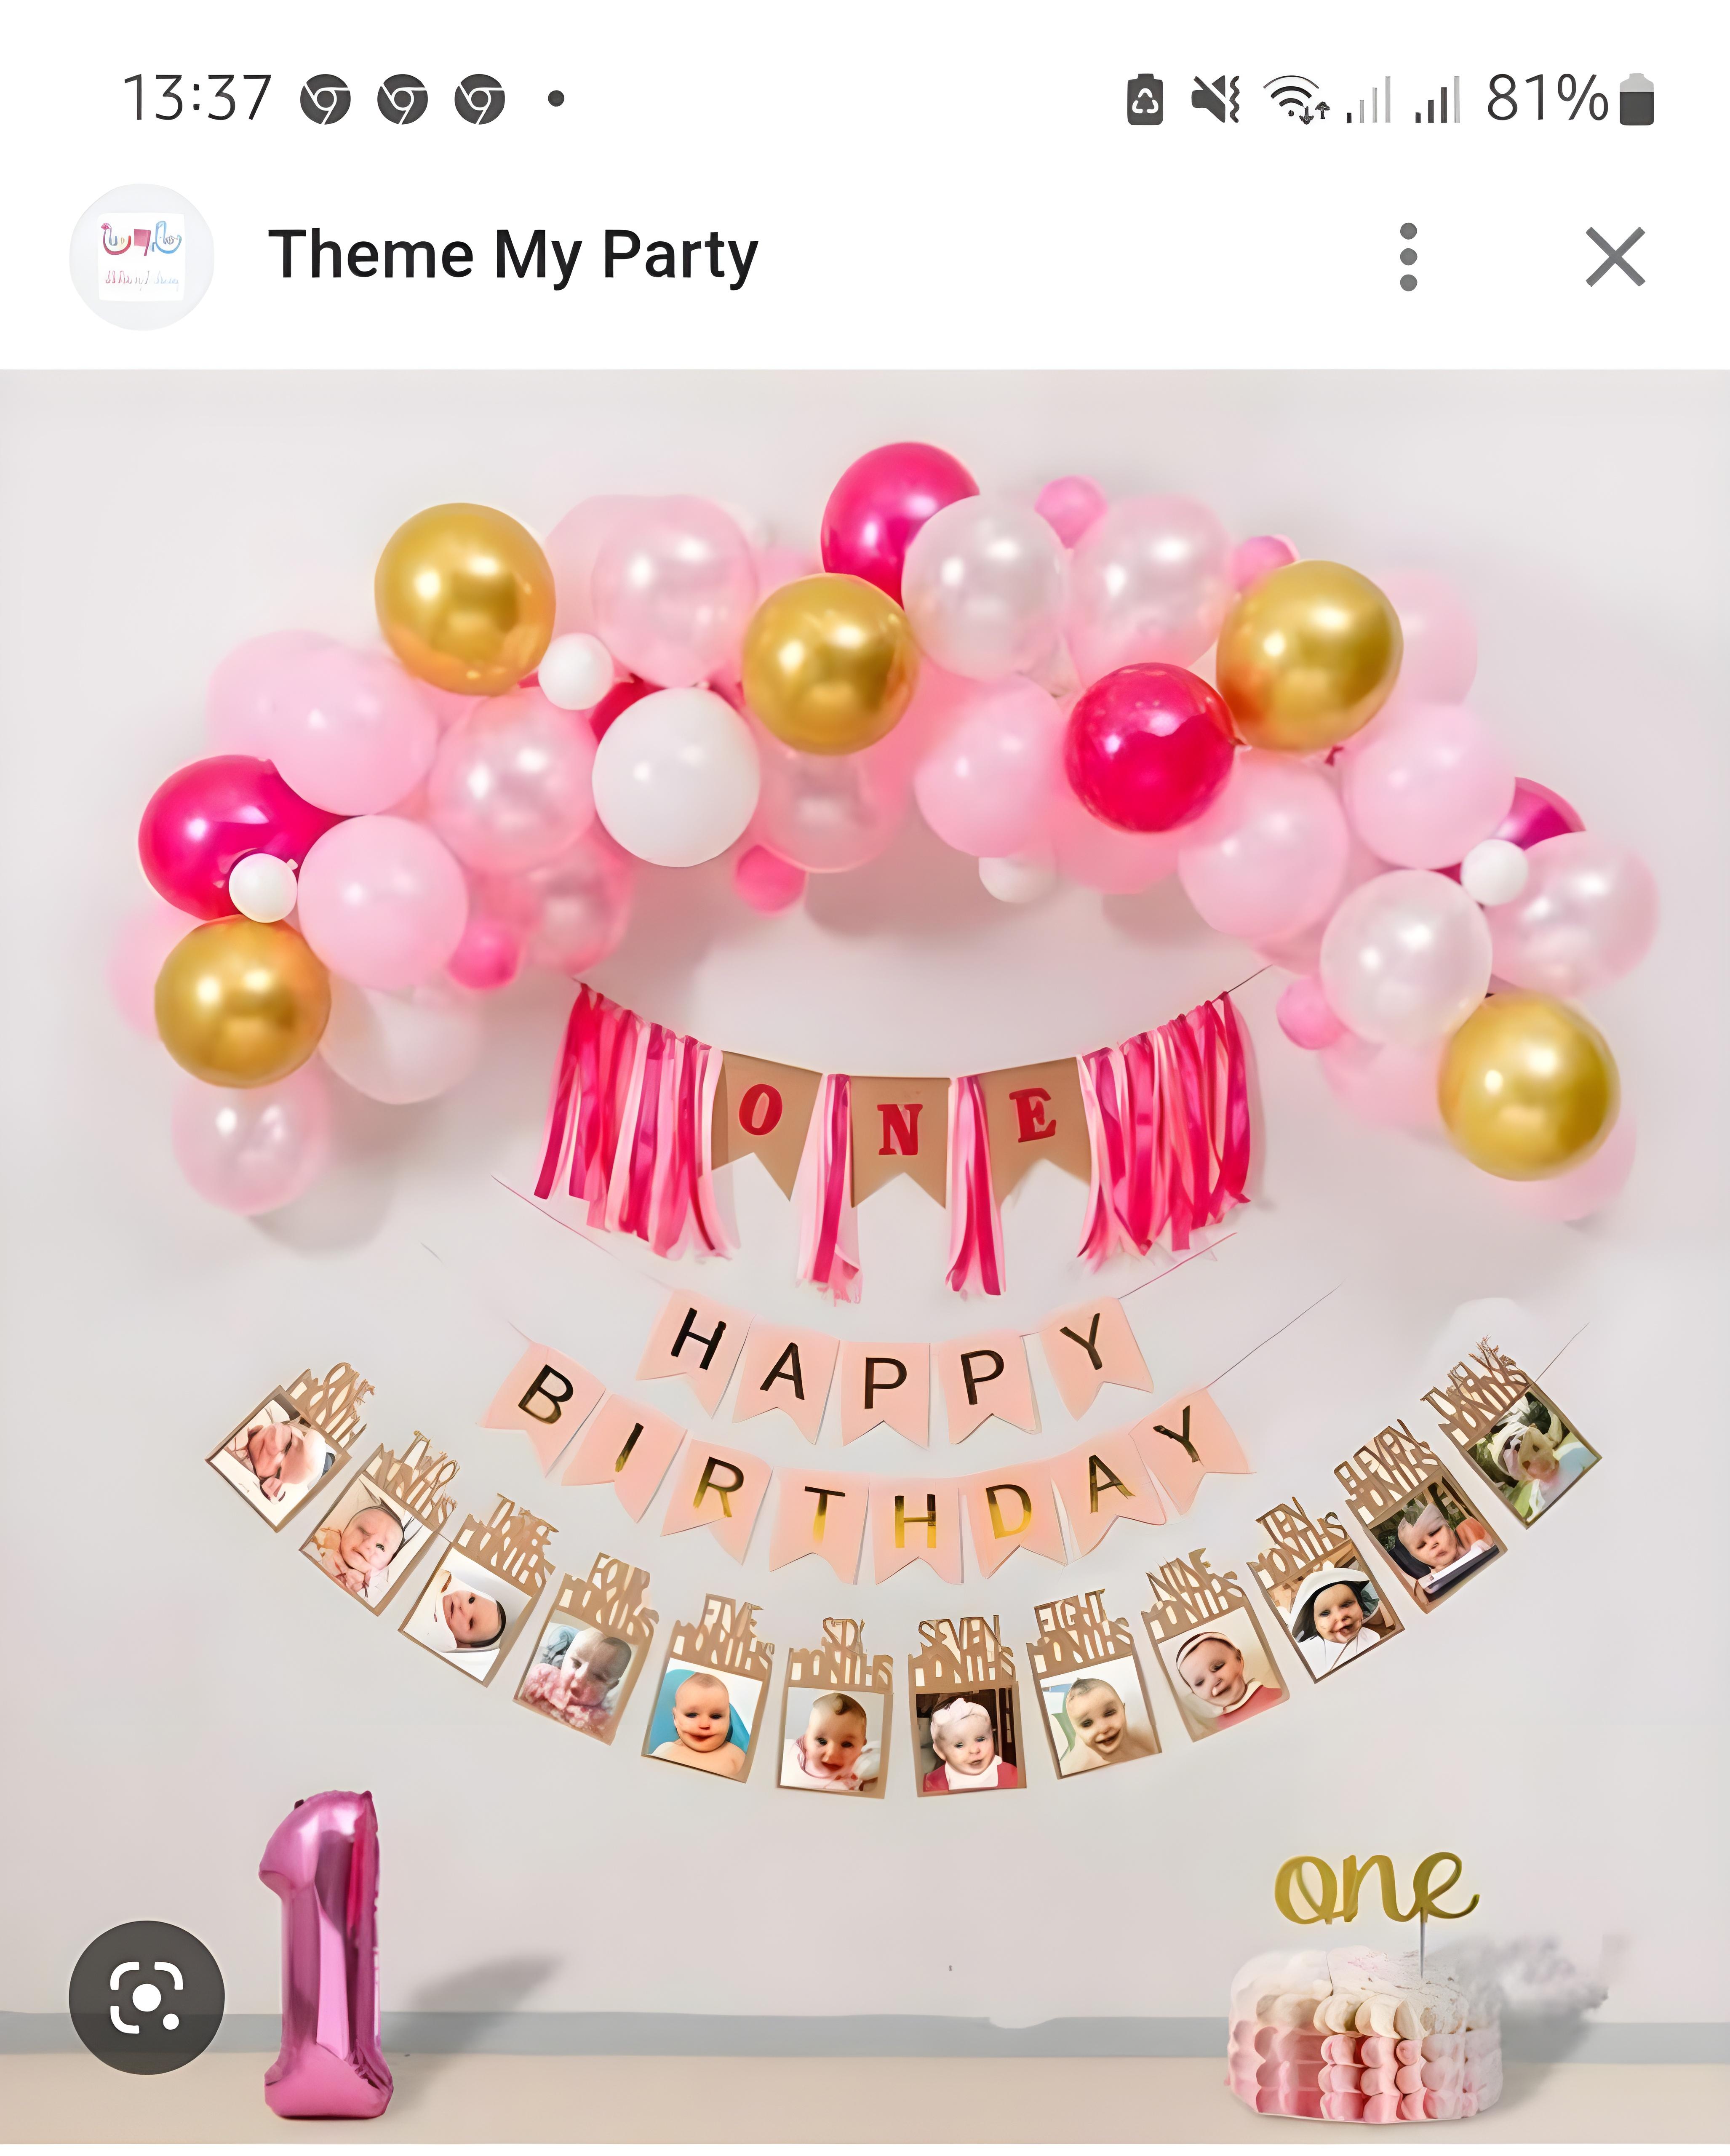 13:37
81%
Theme My Party
ONE
HAPPY
BIRTHDAY
ONE MONTH
TWO MONTHS
THREE MONTHS
FOUR MONTHS
FIVE MONTHS
SIX MONTHS
SEVEN MONTHS
EIGHT MONTHS
NINE MONTHS
TEN MONTHS
ELEVEN MONTHS
TWELVE MONTHS
one